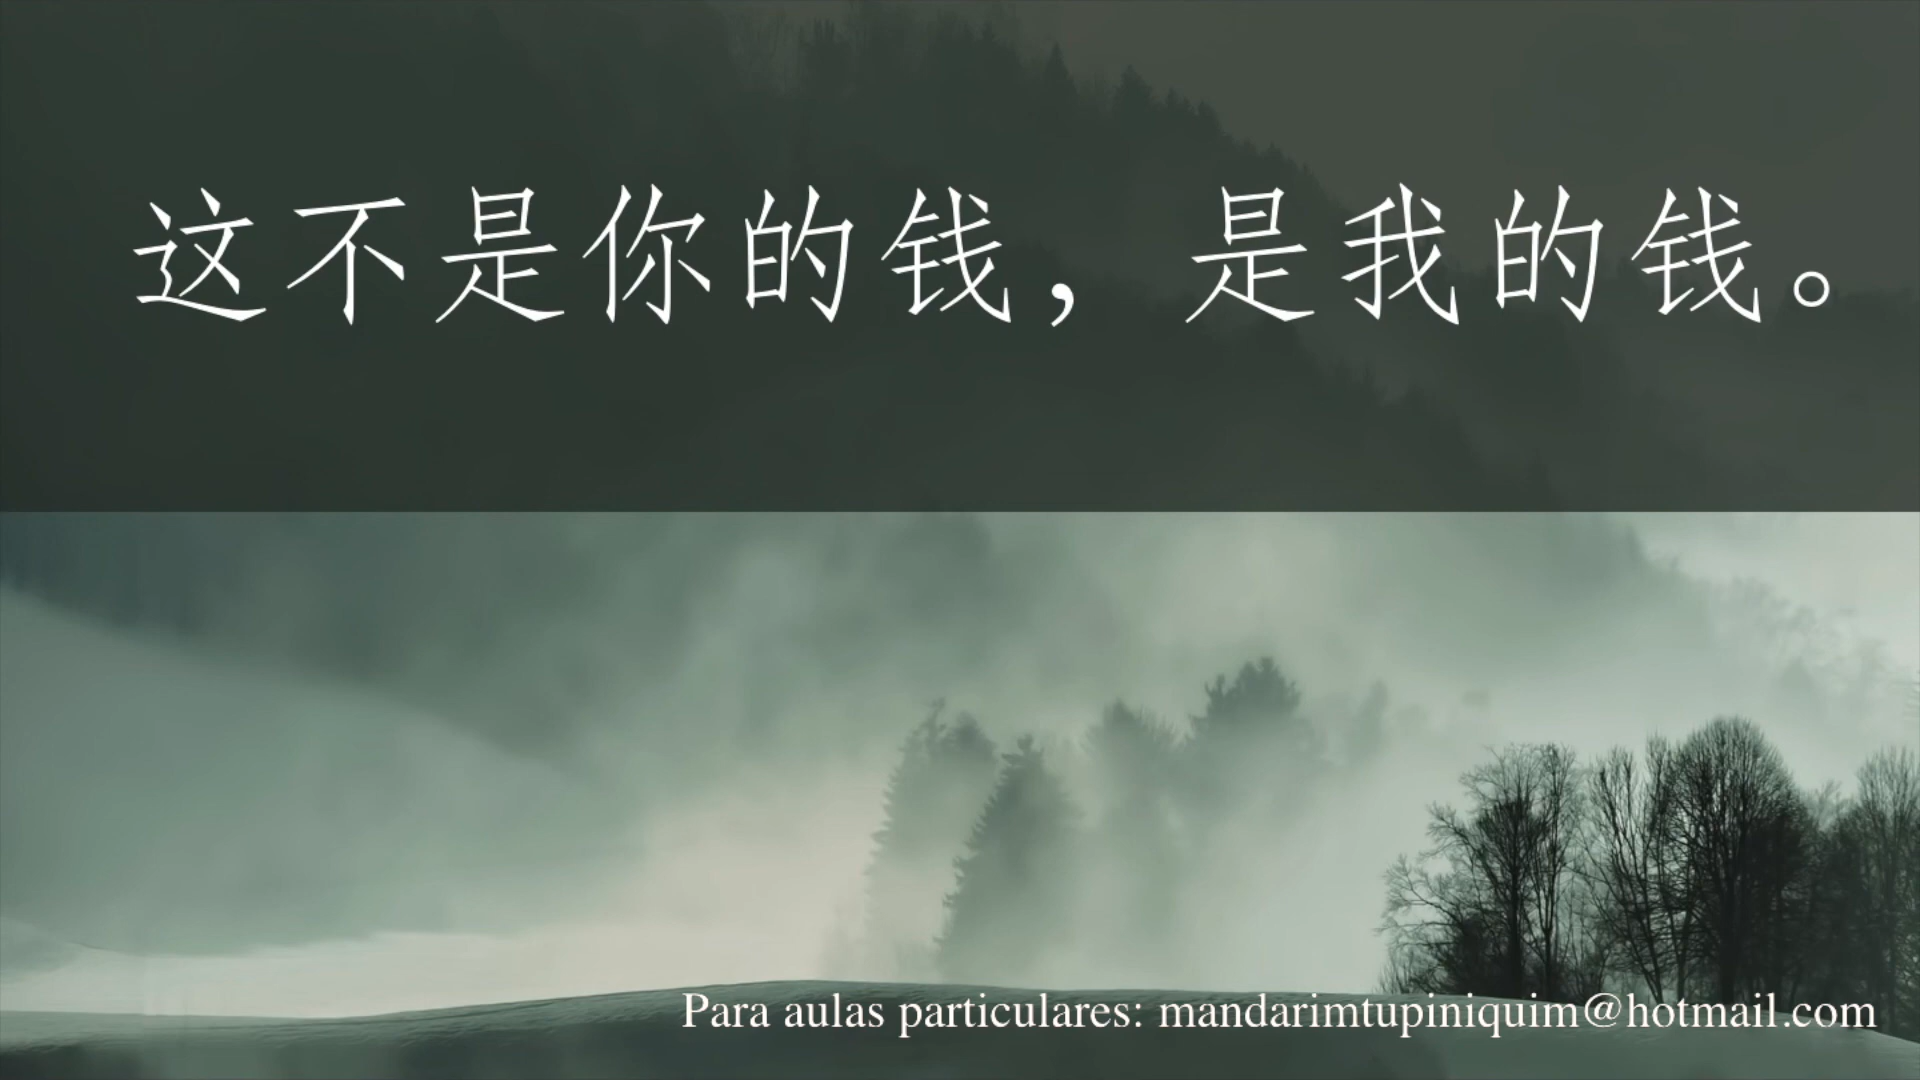 这不是你的钱，是我的钱。
Para aulas particulares: mandarimtupiniquim@hotmail.com